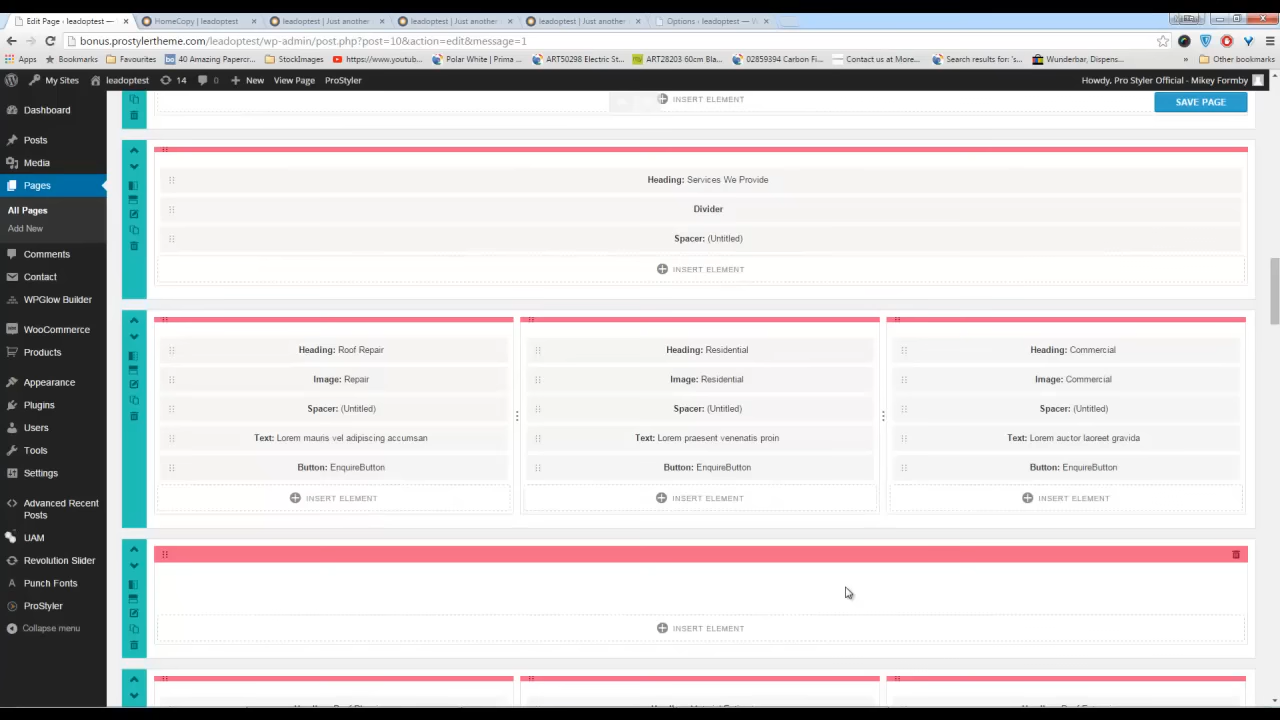 Edit Page ‹ leadoptest —
HomeCopy | leadoptest
leadoptest | Just another
leadoptest | Just another
leadoptest | Just another
Options ‹ leadoptest — W
bonus.prostylertheme.com/leadoptest/wp-admin/post.php?post=10&action=edit&message=1
Apps
Bookmarks
Favourites
40 Amazing Papercr...
StockImages
https://www.youtub...
Polar White | Prima ...
ART50298 Electric St...
ART28203 60cm Bla...
02859394 Carbon Fi...
Contact us at More...
Search results for: 's...
Wunderbar, Dispens...
»
Other bookmarks
My Sites
leadoptest
14
0
New
View Page
ProStyler
Howdy, Pro Styler Official - Mikey Formby
Dashboard
Posts
Media
Pages
All Pages
Add New
Comments
Contact
WPGlow Builder
WooCommerce
Products
Appearance
Plugins
Users
Tools
Settings
Advanced Recent
Posts
UAM
Revolution Slider
Punch Fonts
ProStyler
Collapse menu
INSERT ELEMENT
SAVE PAGE
Heading: Services We Provide
Divider
Spacer: (Untitled)
INSERT ELEMENT
Heading: Roof Repair
Image: Repair
Spacer: (Untitled)
Text: Lorem mauris vel adipiscing accumsan
Button: EnquireButton
INSERT ELEMENT
Heading: Residential
Image: Residential
Spacer: (Untitled)
Text: Lorem praesent venenatis proin
Button: EnquireButton
INSERT ELEMENT
Heading: Commercial
Image: Commercial
Spacer: (Untitled)
Text: Lorem auctor laoreet gravida
Button: EnquireButton
INSERT ELEMENT
INSERT ELEMENT